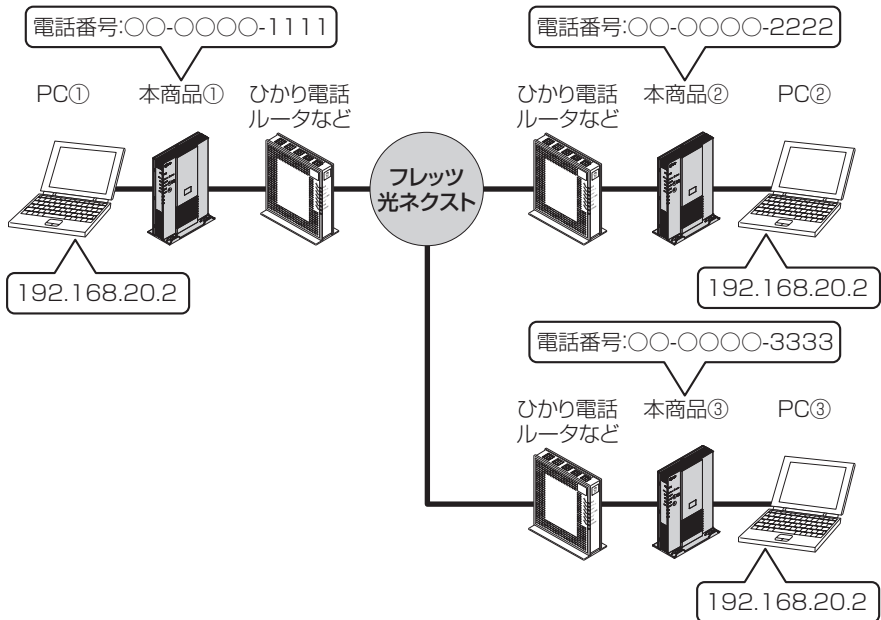 電話番号:○○-○○○○-1111
電話番号:○○-○○○○-2222
PC①
本商品①
ひかり電話
ルータなど
ひかり電話
ルータなど
本商品②
PC②
フレッツ
光ネクスト
192.168.20.2
192.168.20.2
電話番号:○○-○○○○-3333
ひかり電話
ルータなど
本商品③
PC③
192.168.20.2